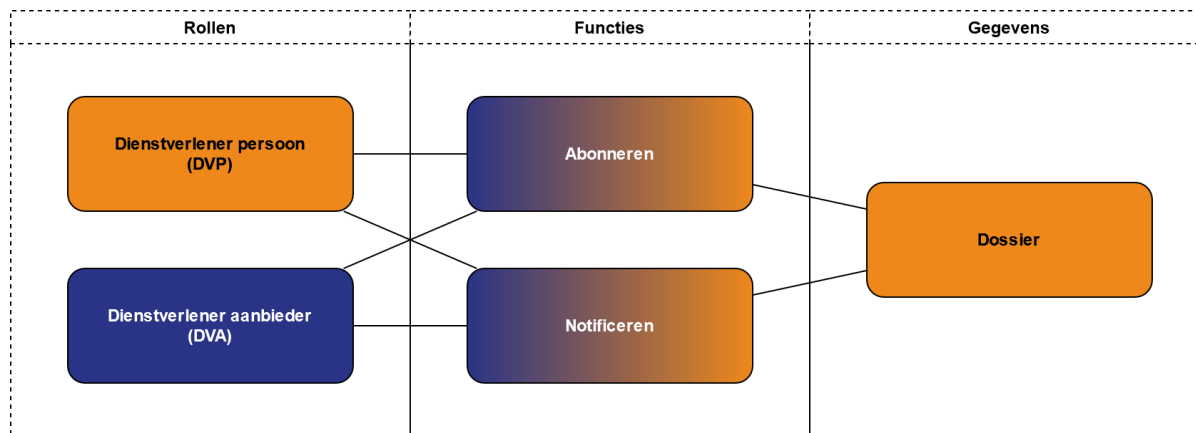 Rollen
Functies
Gegevens
Dienstverlener persoon
(DVP)
Abonneren
Dossier
Dienstverlener aanbieder
(DVA)
Notificeren